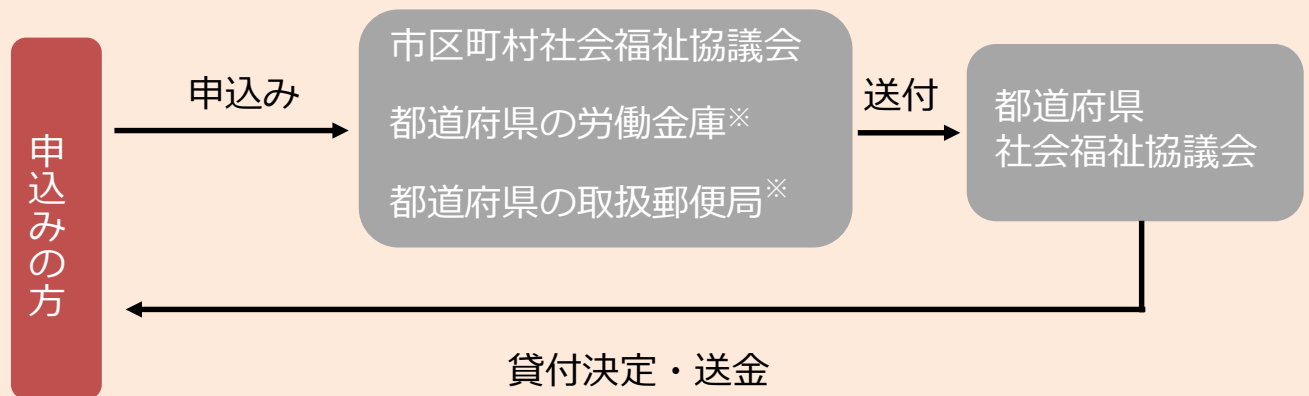 申込みの方
申込み
市区町村社会福祉協議会
都道府県の労働金庫※
都道府県の取扱郵便局※
送付
都道府県
社会福祉協議会
貸付決定・送金